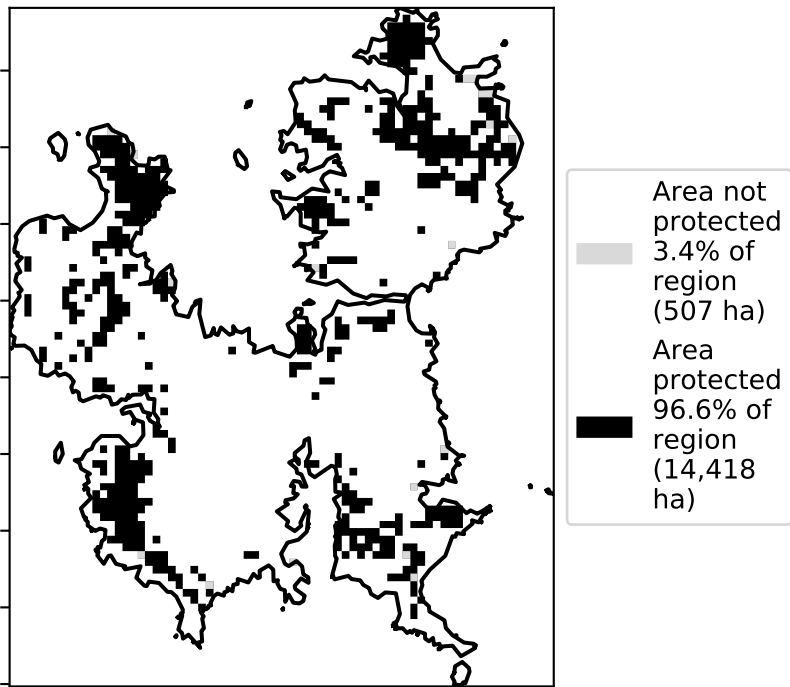 Area not
protected
3.4% of
region
(507 ha)
Area
protected
96.6% of
region
(14,418
ha)